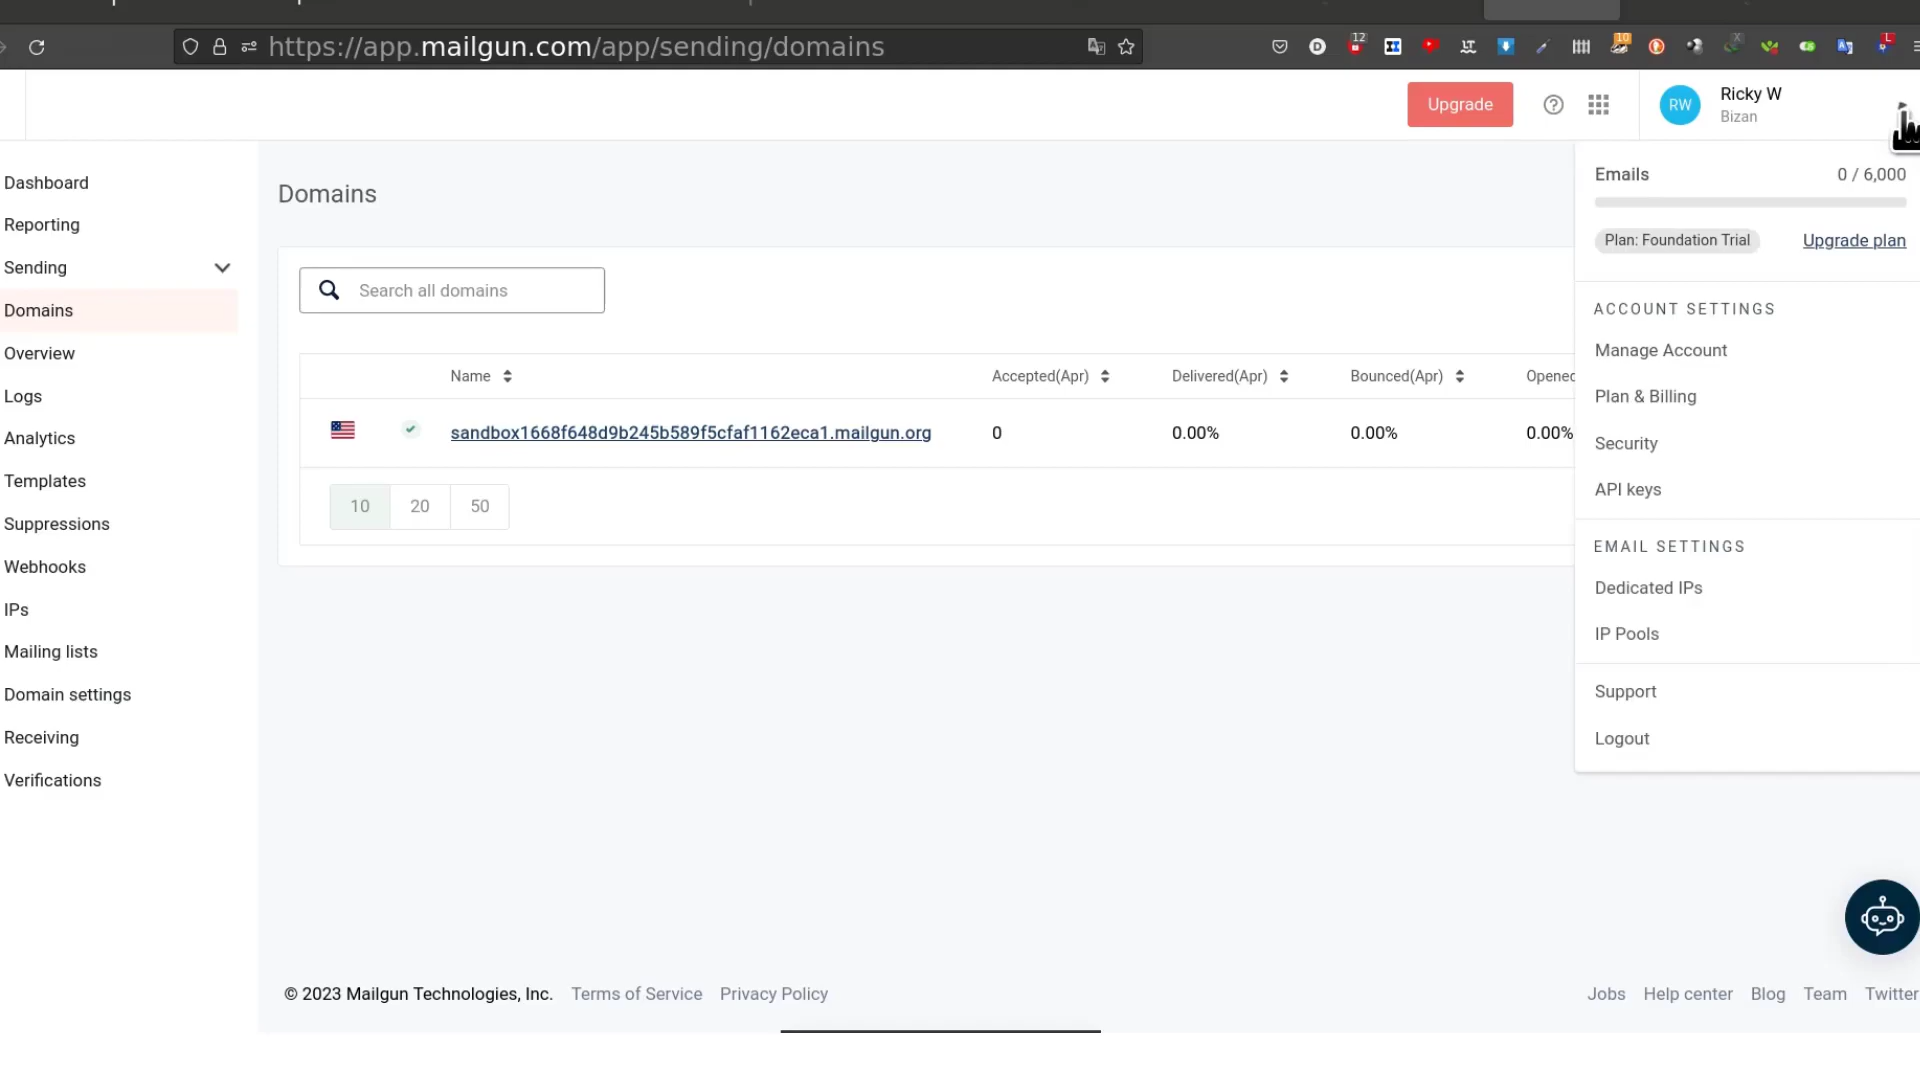 https://app.mailgun.com/app/sending/domains
12
10
X
L
Upgrade
RW
Ricky W
Bizan
Emails
0 / 6,000
Plan: Foundation Trial
Upgrade plan
ACCOUNT SETTINGS
Manage Account
Plan & Billing
Security
API keys
EMAIL SETTINGS
Dedicated IPs
IP Pools
Support
Logout
Dashboard
Reporting
Sending
Domains
Overview
Logs
Analytics
Templates
Suppressions
Webhooks
IPs
Mailing lists
Domain settings
Receiving
Verifications
Domains
Search all domains
Name Accepted(Apr) Delivered(Apr) Bounced(Apr) Opened
sandbox1668f648d9b245b589f5cfaf1162eca1.mailgun.org 0 0.00% 0.00% 0.00%
10 20 50
© 2023 Mailgun Technologies, Inc. Terms of Service Privacy Policy
Jobs Help center Blog Team Twitter